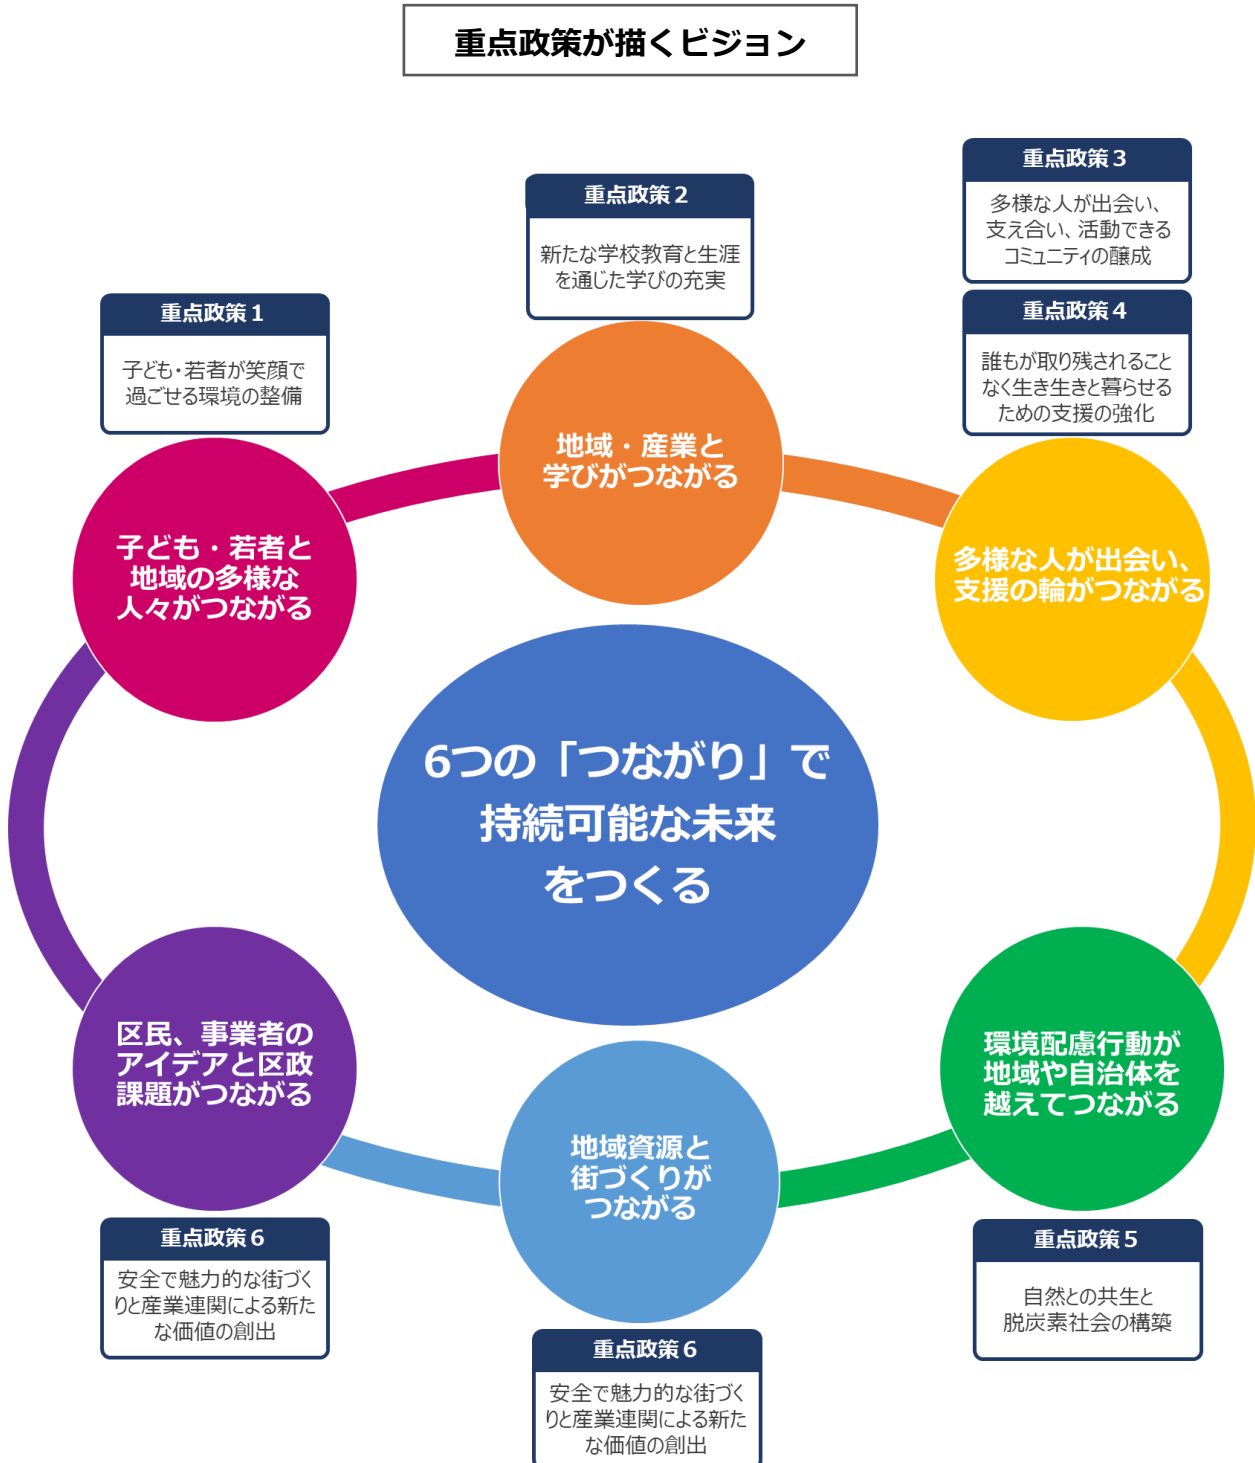 重点政策が描くビジョン
重点政策１
子ども・若者が笑顔で
過ごせる環境の整備
子ども・若者と
地域の多様な
人々がつながる
重点政策２
新たな学校教育と生涯
を通じた学びの充実
地域・産業と
学びがつながる
重点政策３
多様な人が出会い、
支え合い、活動できる
コミュニティの醸成
重点政策４
誰もが取り残されること
なく生き生きと暮らせる
ための支援の強化
多様な人が出会い、
支援の輪がつながる
6つの「つながり」で
持続可能な未来
をつくる
区民、事業者の
アイデアと区政
課題がつながる
重点政策６
安全で魅力的な街づく
りと産業連関による新た
な価値の創出
地域資源と
街づくりが
つながる
重点政策６
安全で魅力的な街づく
りと産業連関による新た
な価値の創出
環境配慮行動が
地域や自治体を
越えてつながる
重点政策５
自然との共生と
脱炭素社会の構築